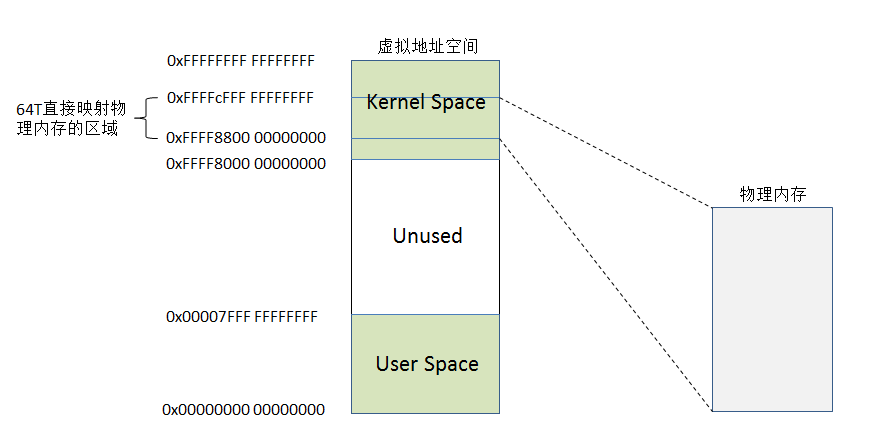 虚拟地址空间
0xFFFFFFFF FFFFFFFF
0xFFFFcFFF FFFFFFFF
Kernel Space
64T直接映射物
理内存的区域
0xFFFF8800 00000000
0xFFFF8000 00000000
物理内存
Unused
0x00007FFF FFFFFFFF
User Space
0x00000000 00000000